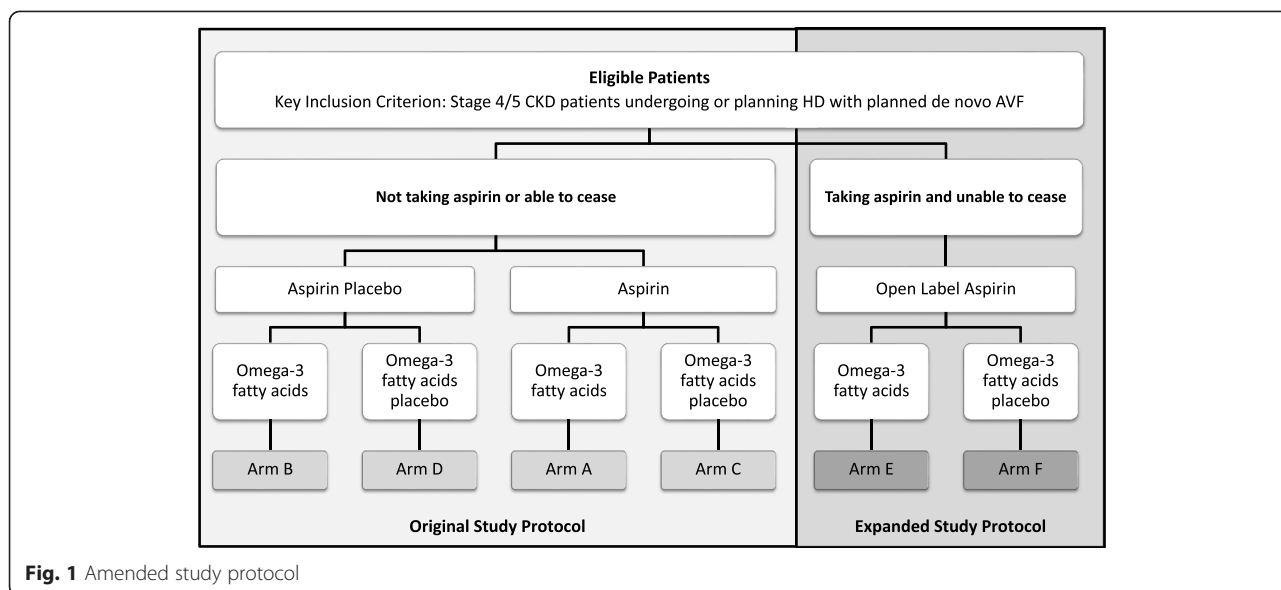 Eligible Patients
Key Inclusion Criterion: Stage 4/5 CKD patients undergoing or planning HD with planned de novo AVF
Not taking aspirin or able to cease
Taking aspirin and unable to cease
Aspirin Placebo
Aspirin
Open Label Aspirin
Omega-3
fatty acids
Omega-3
fatty acids
placebo
Omega-3
fatty acids
Omega-3
fatty acids
placebo
Omega-3
fatty acids
Omega-3
fatty acids
placebo
Arm B
Arm D
Arm A
Arm C
Arm E
Arm F
Original Study Protocol
Expanded Study Protocol
Fig. 1 Amended study protocol